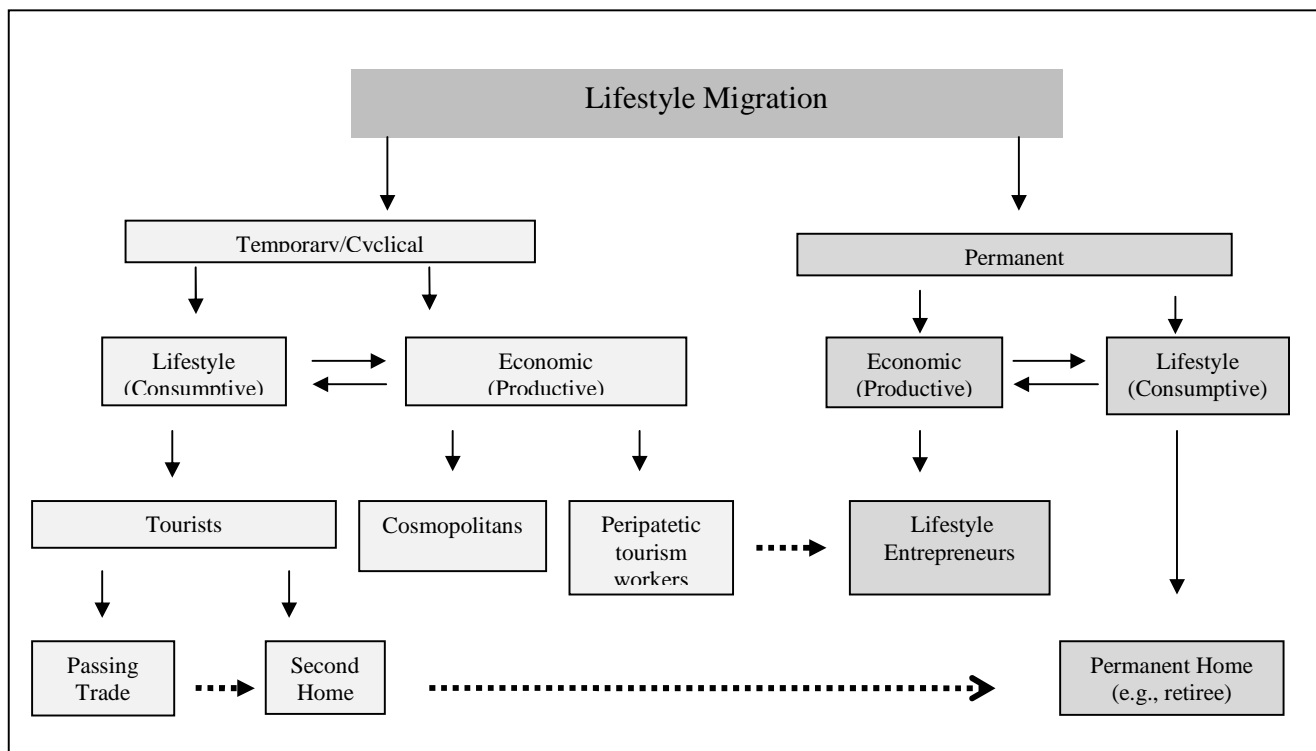 Lifestyle Migration
Temporary/Cyclical
Permanent
Lifestyle
(Consumptive)
Economic
(Productive)
Economic
(Productive)
Lifestyle
(Consumptive)
Tourists
Cosmopolitans
Peripatetic
tourism
workers
Lifestyle
Entrepreneurs
Passing
Trade
Second
Home
Permanent Home
(e.g., retiree)